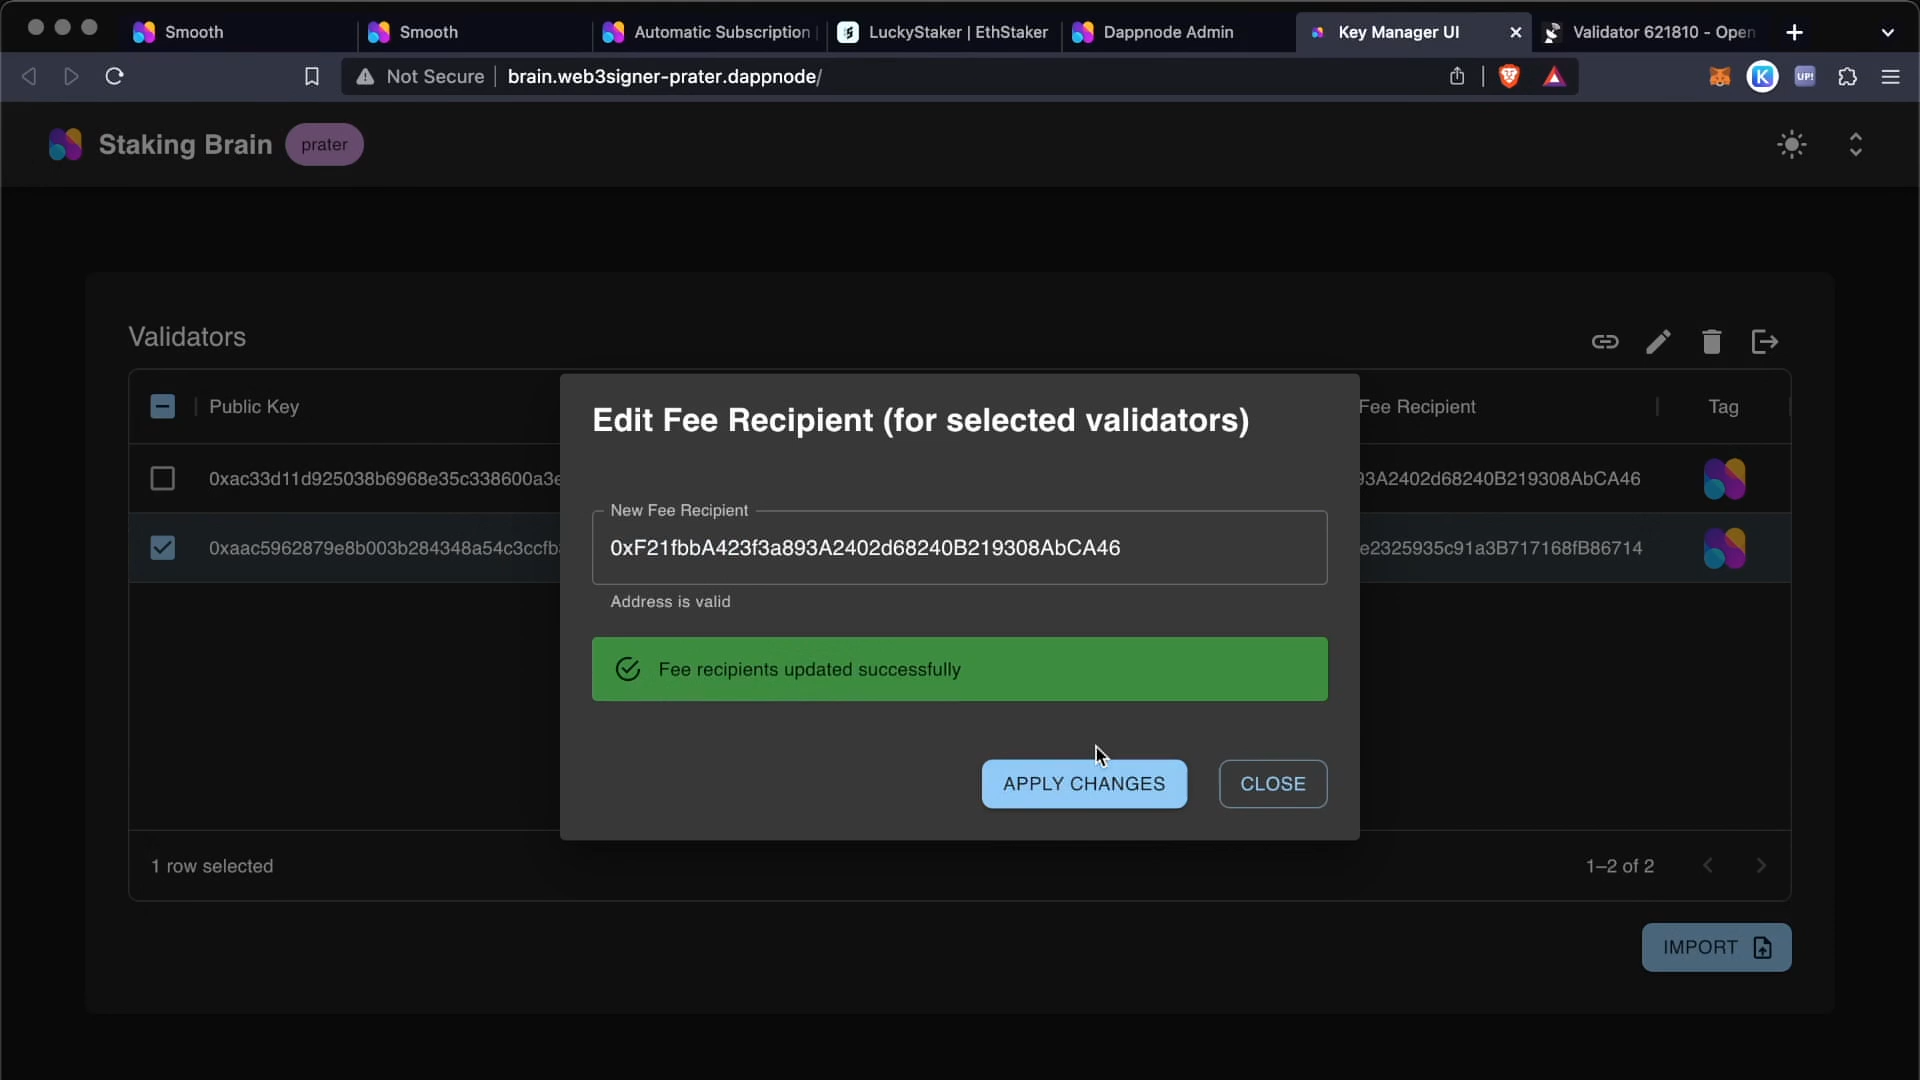 Smooth
Smooth
Automatic Subscription
LuckyStaker | EthStaker
Dappnode Admin
Key Manager UI
Validator 621810 - Open
Not Secure
brain.web3signer-prater.dappnode/
UP!
Staking Brain
prater
Validators
Public Key
Fee Recipient
Tag
0xac33d11d925038b6968e35c338600a3e
93A2402d68240B219308AbCA46
0xaac5962879e8b003b284348a54c3ccfb
e2325935c91a3B717168fB86714
Edit Fee Recipient (for selected validators)
New Fee Recipient
0xF21fbbA423f3a893A2402d68240B219308AbCA46
Address is valid
Fee recipients updated successfully
APPLY CHANGES
CLOSE
1 row selected
1–2 of 2
IMPORT